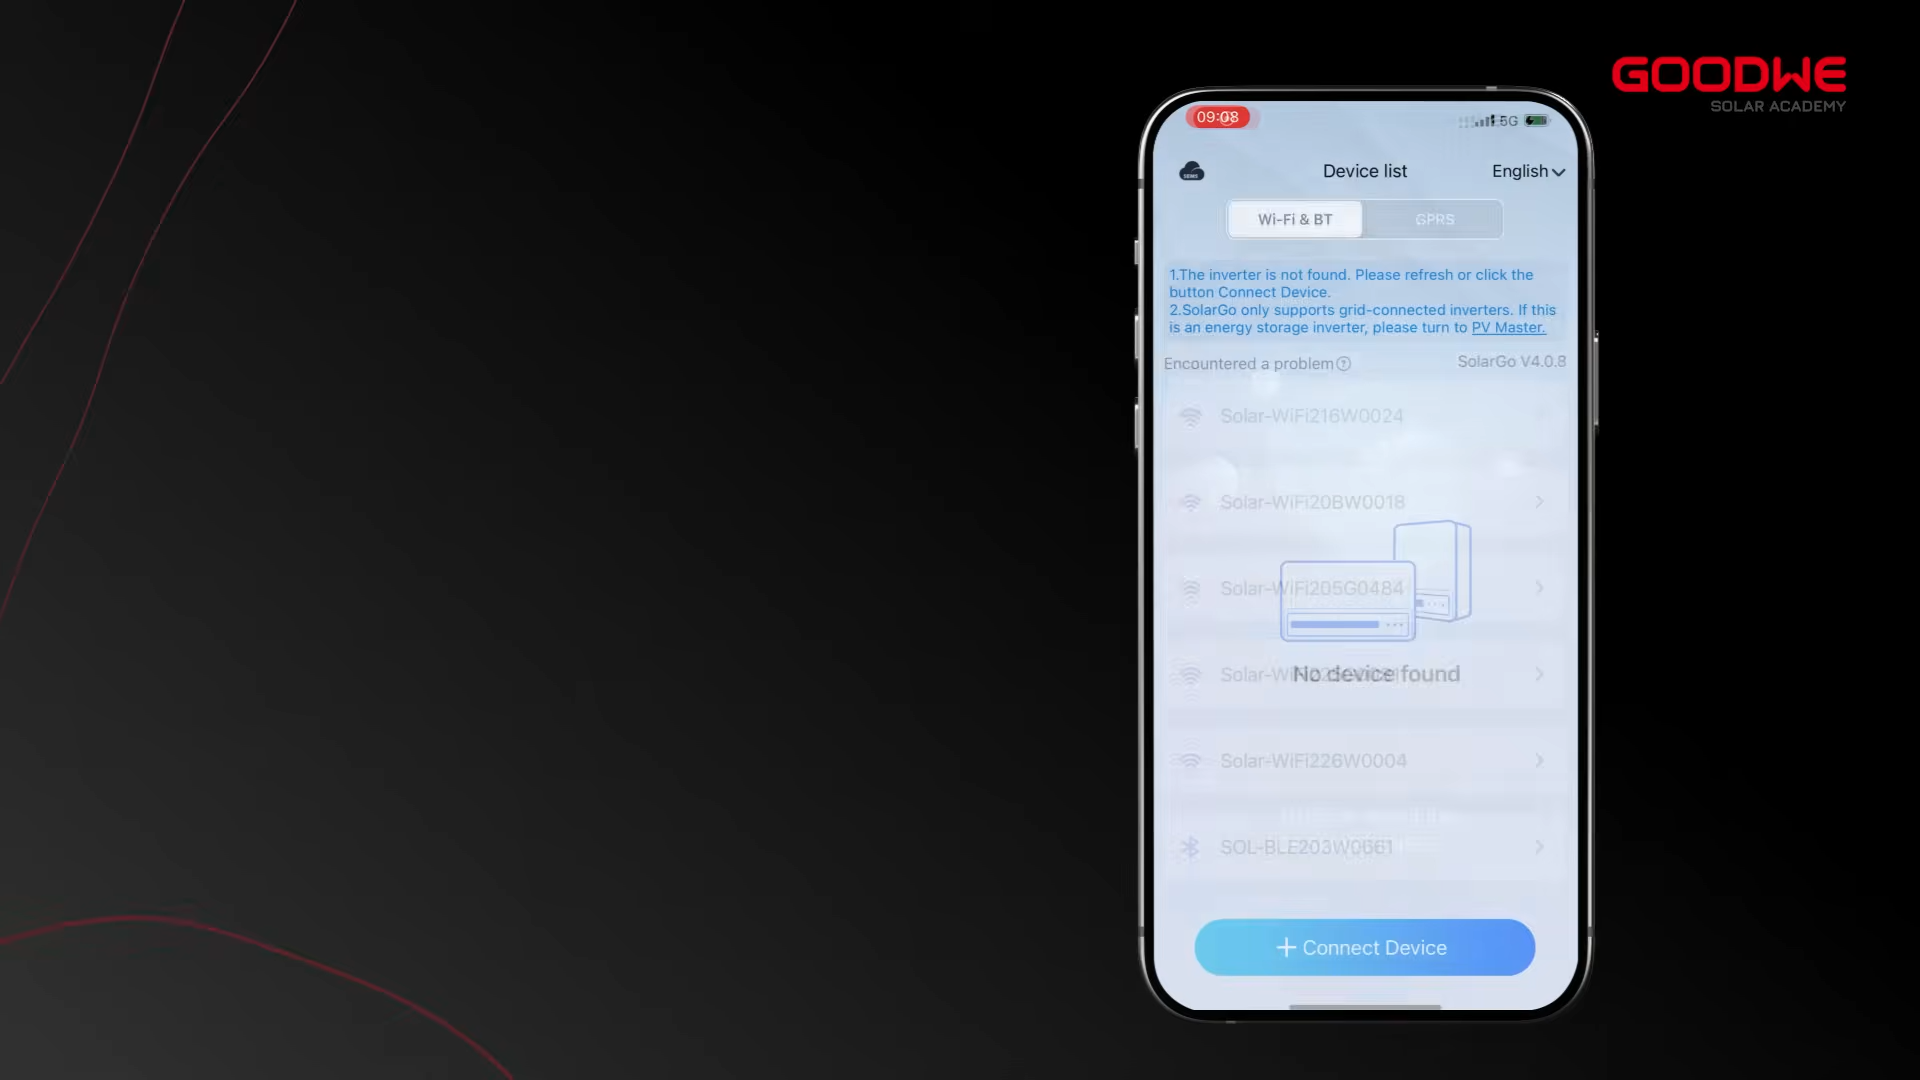 GOODWE
SOLAR ACADEMY
09:08
5G
Device list
English
Wi-Fi & BT
GPRS
1.The inverter is not found. Please refresh or click the
button Connect Device.
2.SolarGo only supports grid-connected inverters. If this
is an energy storage inverter, please turn to PV Master.
Encountered a problem
SolarGo V4.0.8
Solar-WiFi216W0024
Solar-WiFi20BW0018
Solar-WiFi205G0484
No device found
Solar-WiFi226W0004
SOL-BLE203W0661
Connect Device